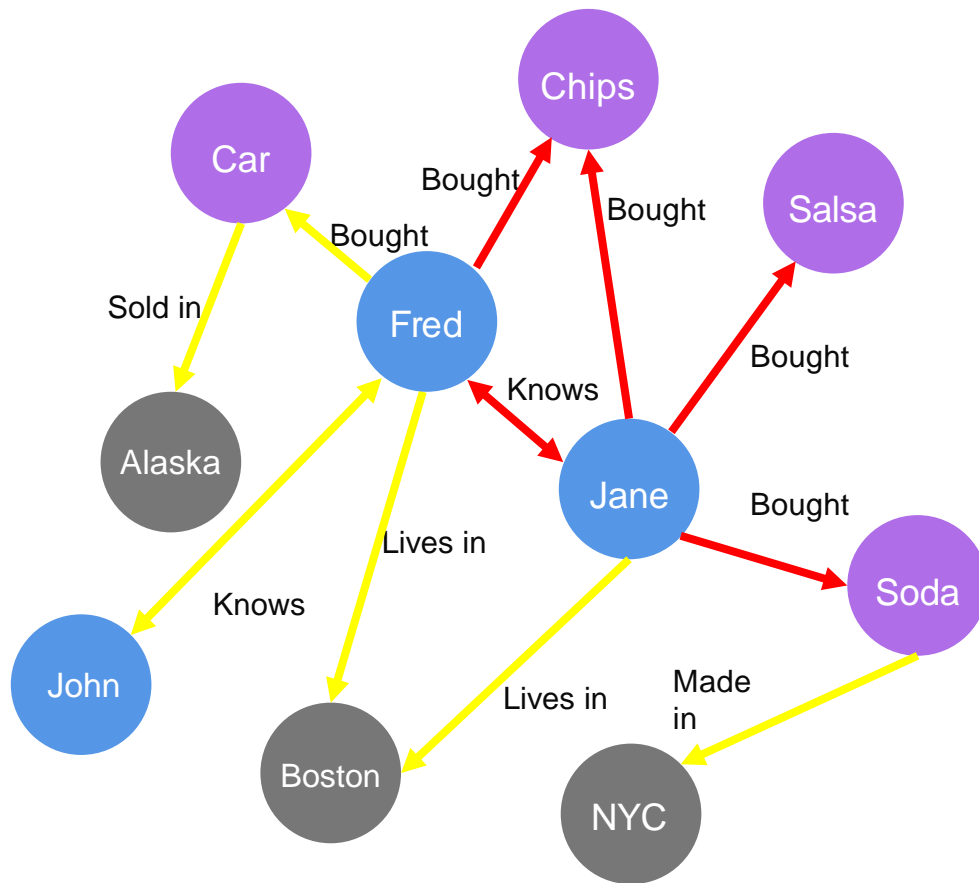 Chips
Car
Bought
Salsa
Bought
Bought
Sold in
Fred
Bought
Knows
Alaska
Jane
Bought
Lives in
Soda
Knows
John
Made
in
Lives in
Boston
NYC